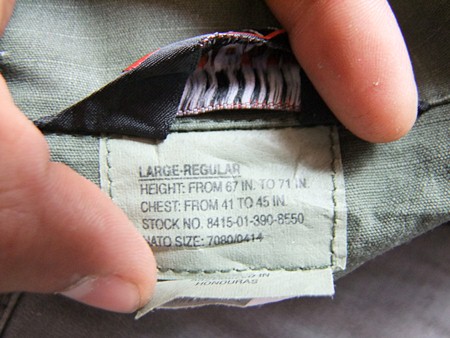 LARGE-REGULAR
HEIGHT: FROM 67 IN. TO 71 IN.
CHEST: FROM 41 TO 45 IN.
STOCK NO. 8415-01-390-8550
NATO SIZE: 7080/0414
IN
HONDURAS